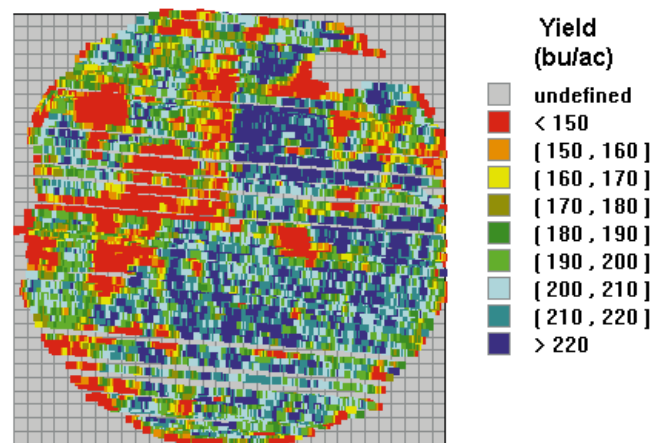 Yield
(bu/ac)
undefined
< 150
[ 150 , 160 ]
[ 160 , 170 ]
[ 170 , 180 ]
[ 180 , 190 ]
[ 190 , 200 ]
[ 200 , 210 ]
[ 210 , 220 ]
> 220